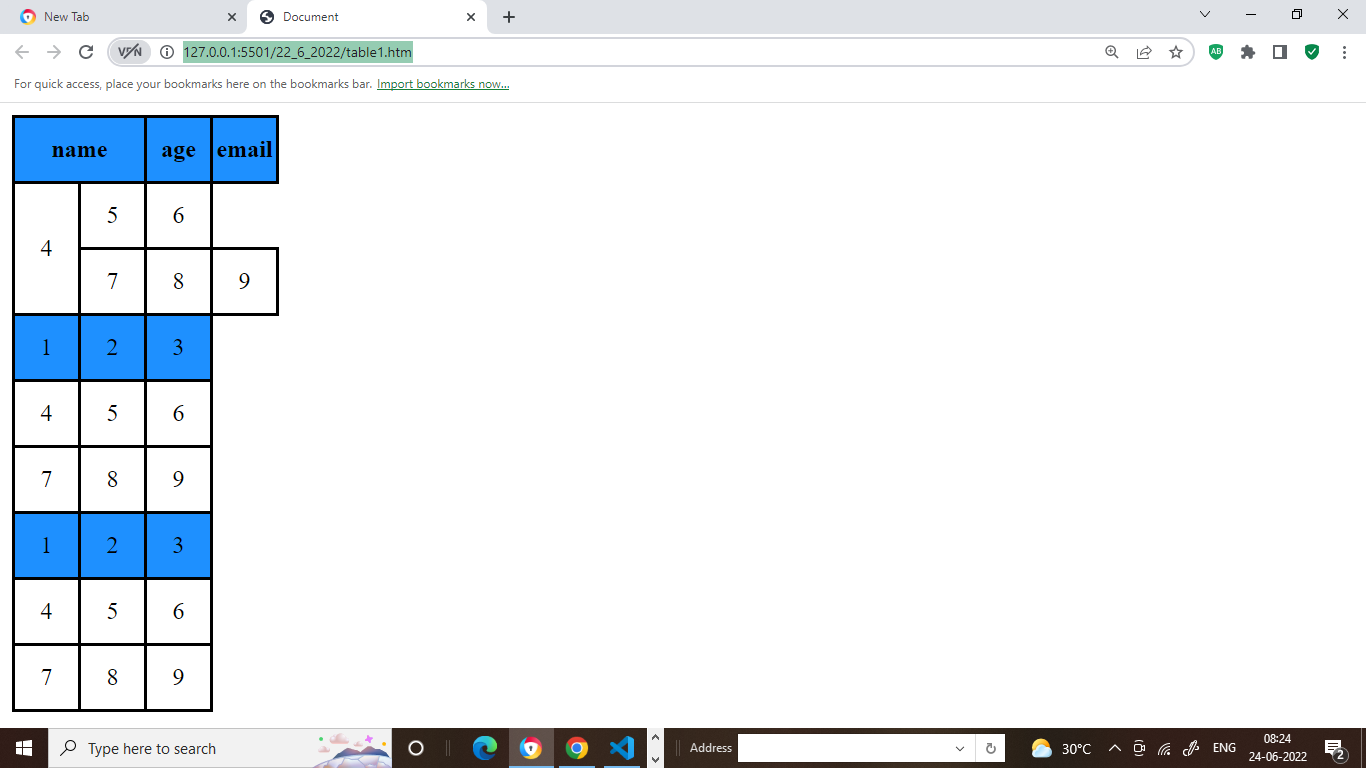 New Tab
Document
VPN
127.0.0.1:5501/22_6_2022/table1.htm
AB
For quick access, place your bookmarks here on the bookmarks bar. Import bookmarks now...
name age email
4 5 6
7 8 9
1 2 3
4 5 6
7 8 9
1 2 3
4 5 6
7 8 9
Type here to search
Address
30°C
ENG
08:24
24-06-2022
2